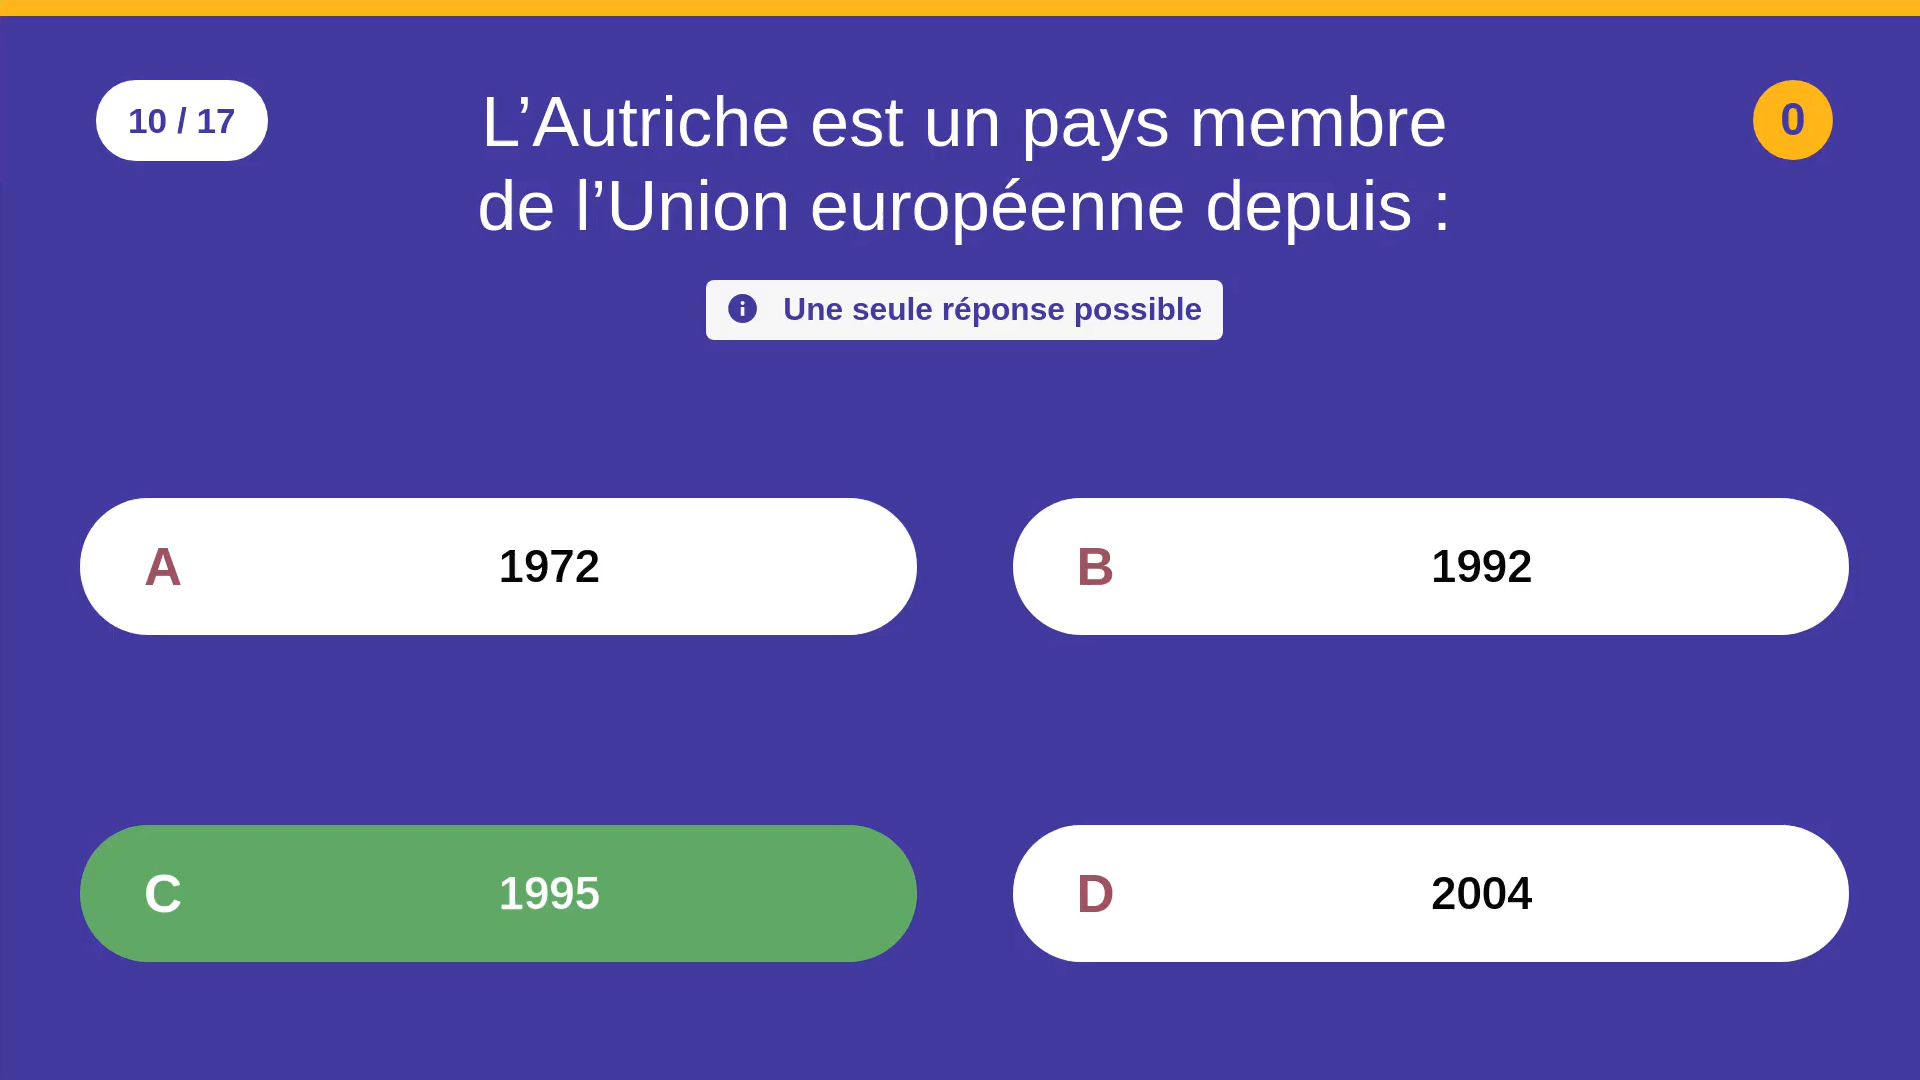 10 / 17
L’Autriche est un pays membre
de l’Union européenne depuis :
0
Une seule réponse possible
A 1972
B 1992
C 1995
D 2004